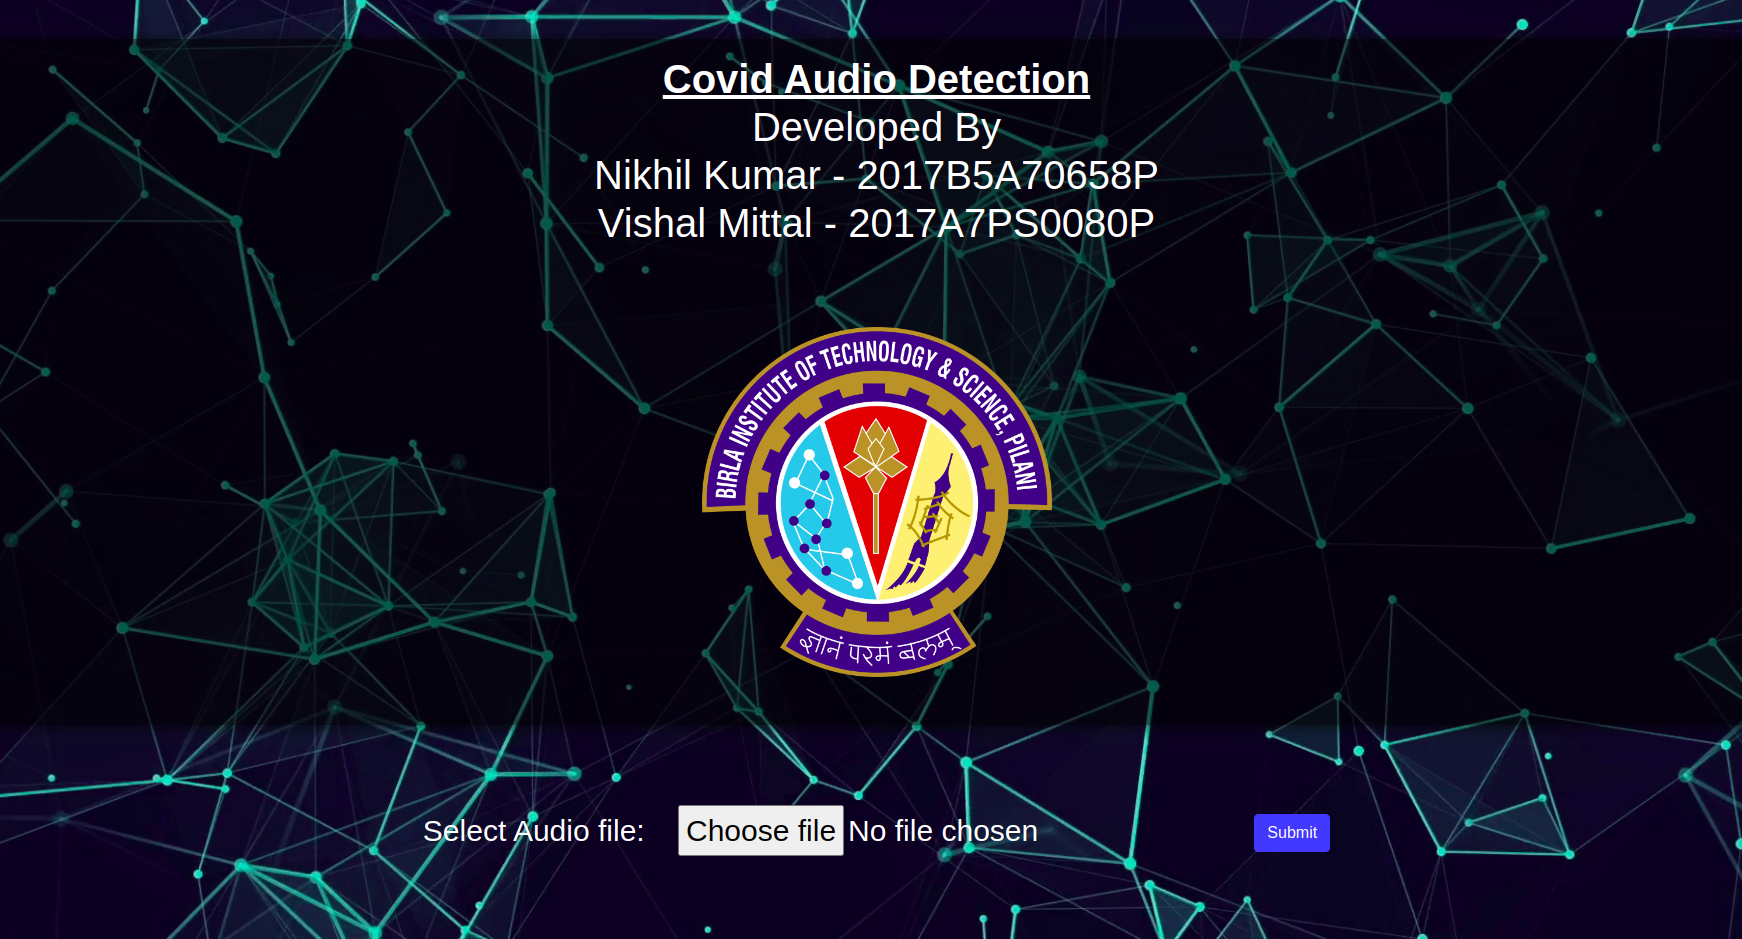 Covid Audio Detection
Developed By
Nikhil Kumar - 2017B5A70658P
Vishal Mittal - 2017A7PS0080P
BIRLA INSTITUTE OF TECHNOLOGY & SCIENCE, PILANI
ज्ञानं परमं बलम्
Select Audio file: Choose file No file chosen Submit